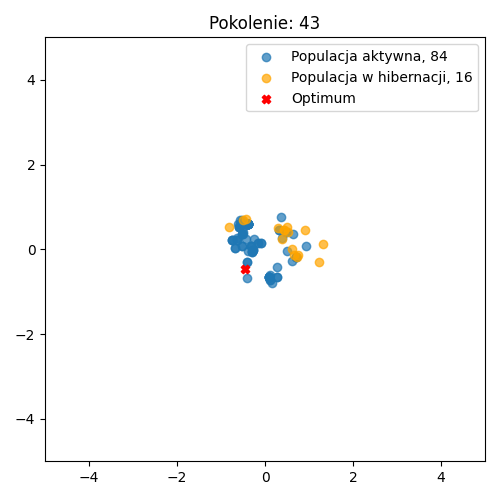 Pokolenie: 43
Populacja aktywna, 84
Populacja w hibernacji, 16
Optimum
4
2
0
−2
−4
−4
−2
0
2
4